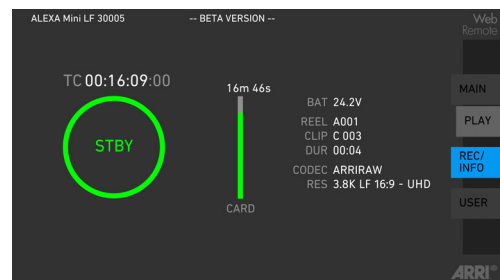 ALEXA Mini LF 30005
-- BETA VERSION --
Web
Remote
TC 00:16:09:00
STBY
16m 46s
CARD
BAT 24.2V
REEL A001
CLIP C 003
DUR 00:04
CODEC ARRIRAW
RES 3.8K LF 16:9 - UHD
MAIN
PLAY
REC/
INFO
USER
ARRI